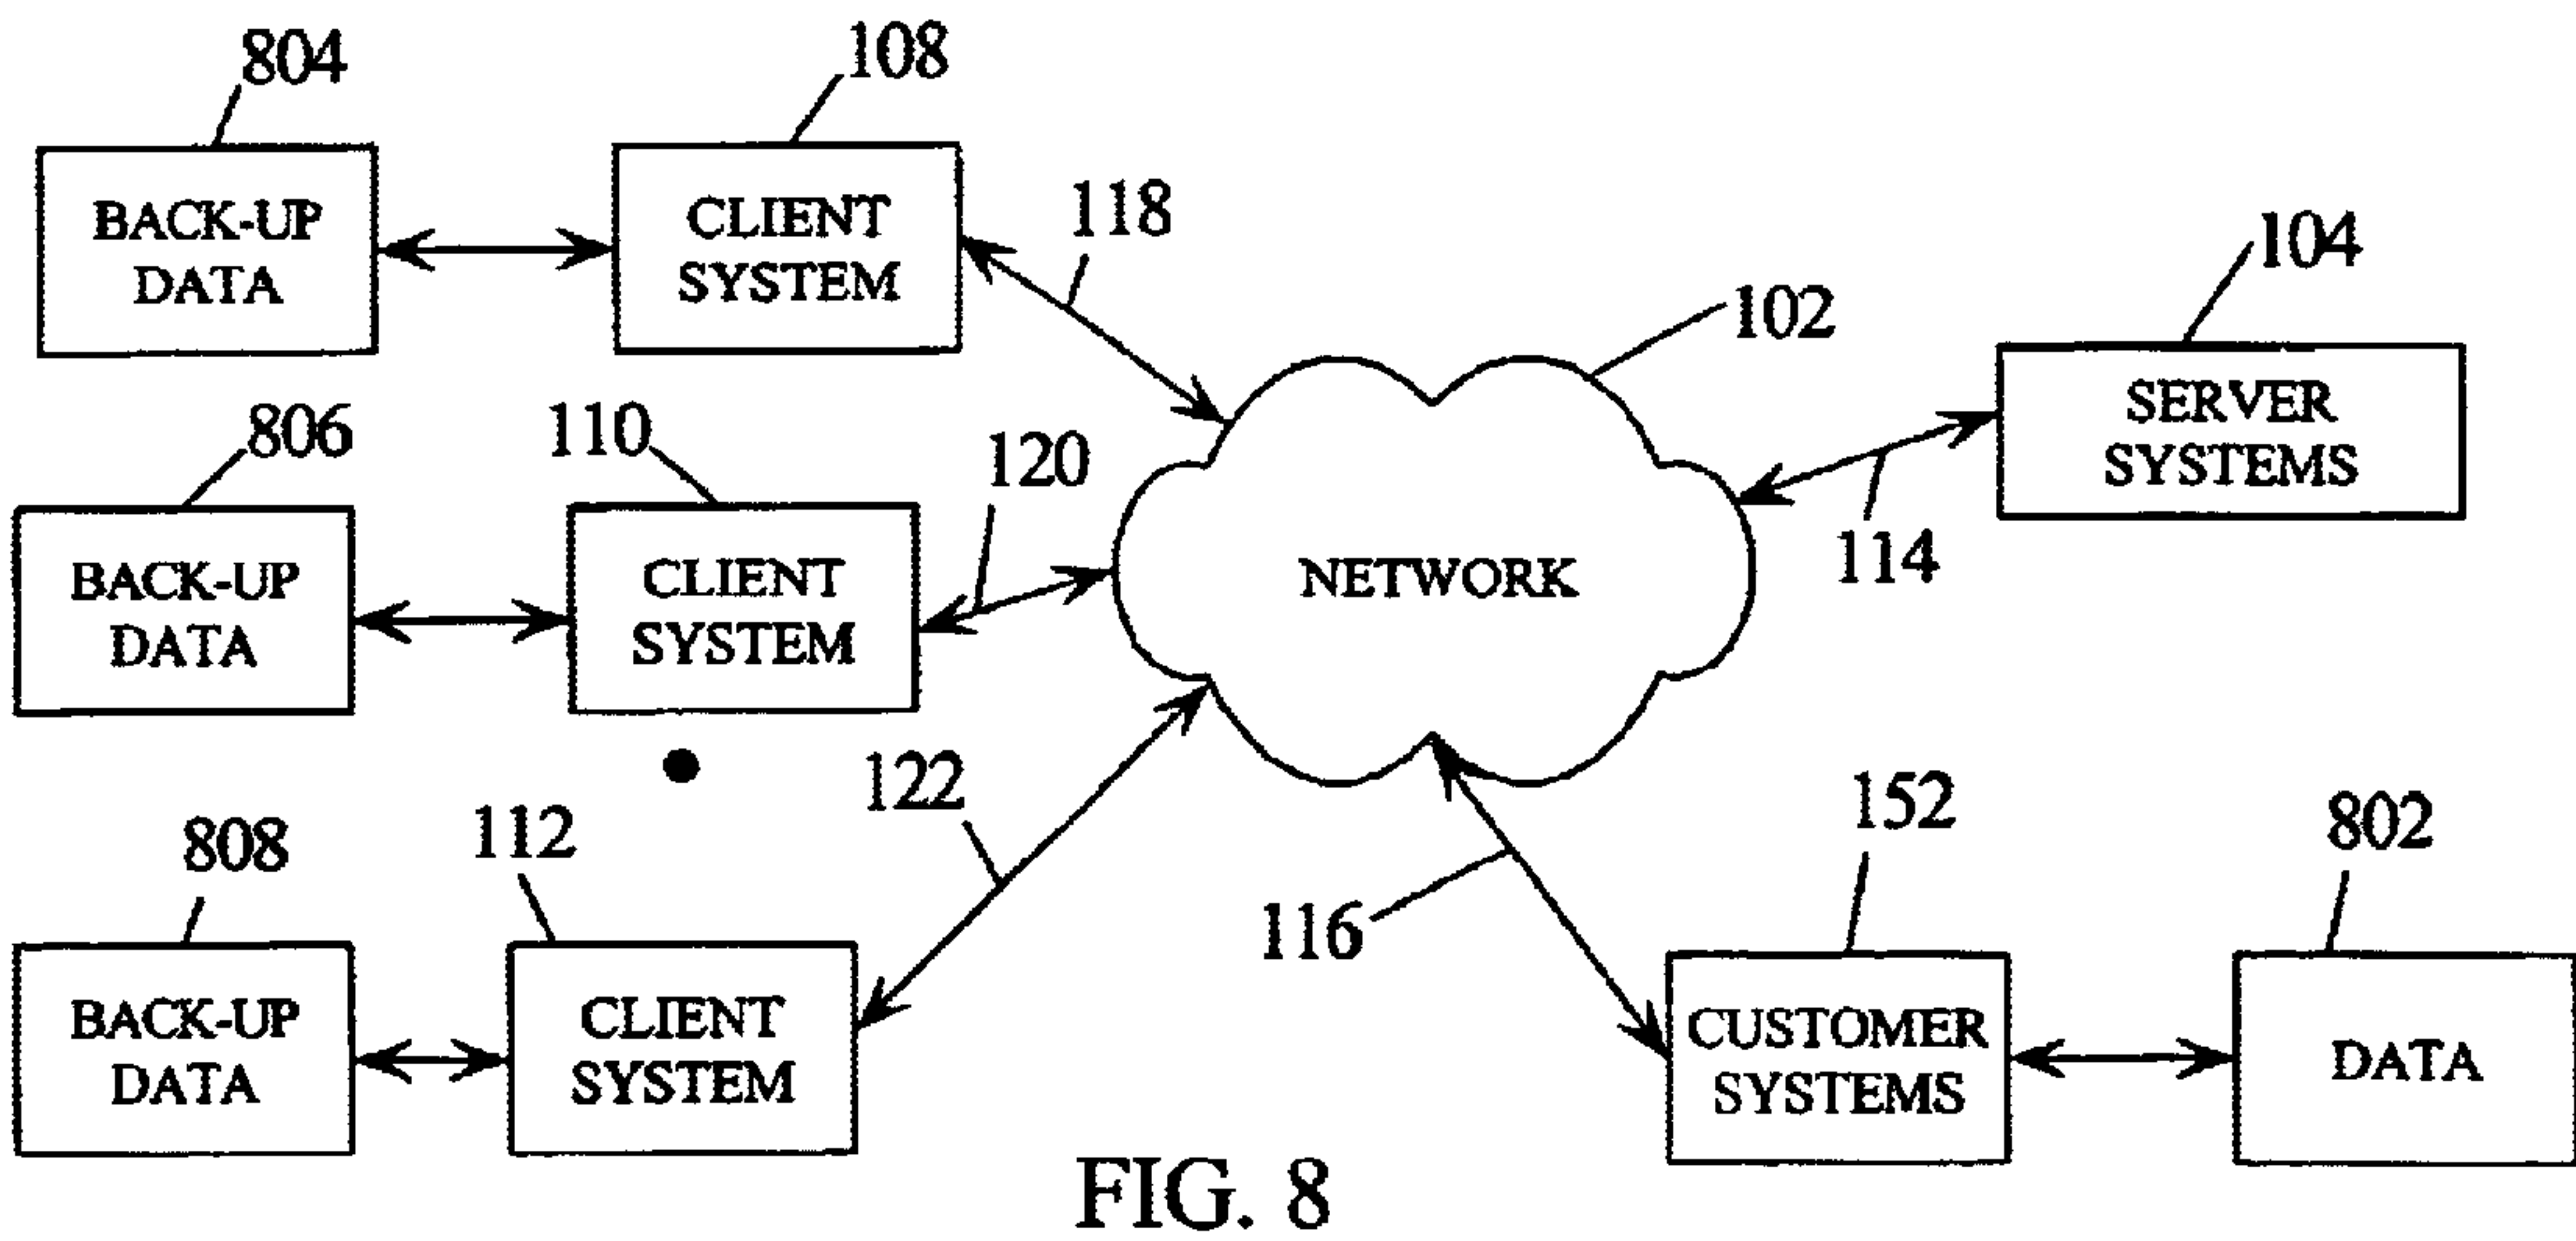 804
108
118
104
102
BACK-UP
DATA
CLIENT
SYSTEM
SERVER
SYSTEMS
806
110
120
114
BACK-UP
DATA
CLIENT
SYSTEM
NETWORK
122
152
802
808
112
116
BACK-UP
DATA
CLIENT
SYSTEM
CUSTOMER
SYSTEMS
DATA
FIG. 8